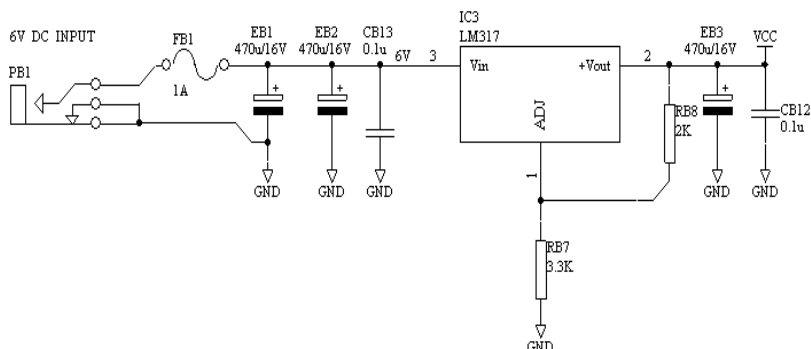 IC3
EB1 EB2 CB13 LM317 EB3 VCC
6V DC INPUT FB1 470u/16V 470u/16V 0.1u 470u/16V
6V 3 2
PB1 Vin +Vout
1A
ADJ
RB8 CB12
2K 0.1u
1
GND GND GND GND GND
RB7
3.3K
GND